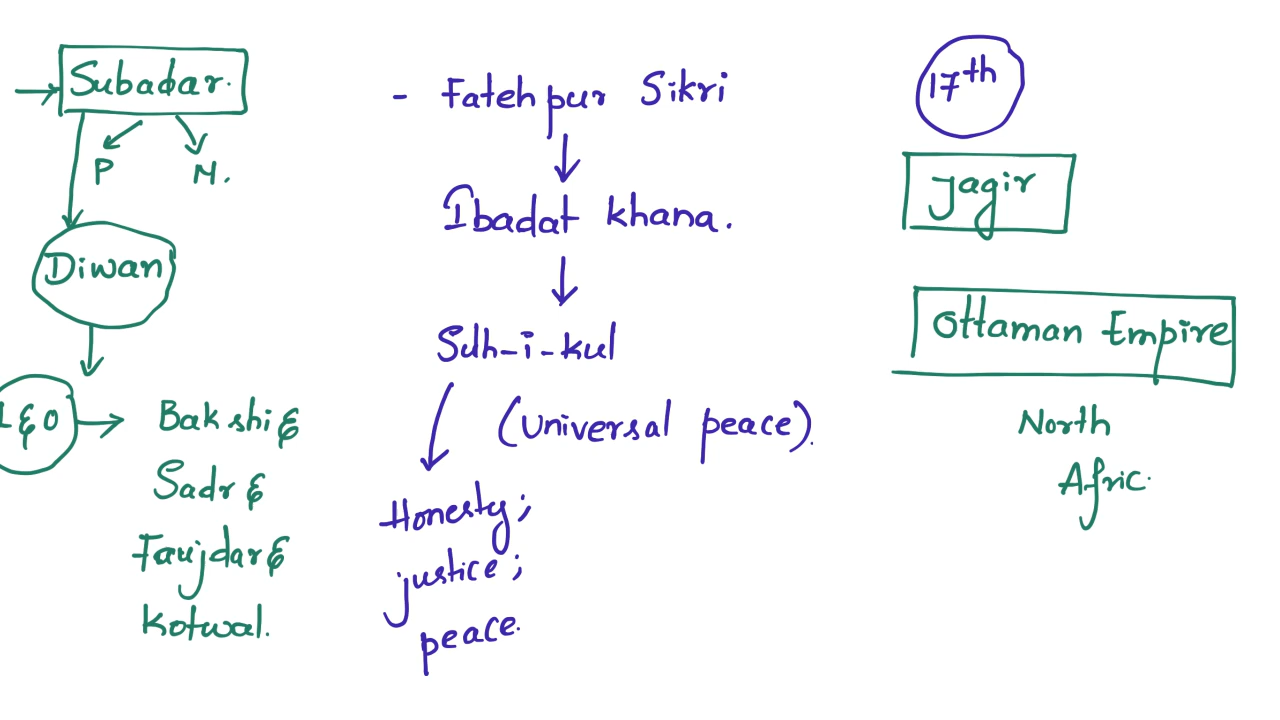 Subadar.
P M.
Diwan
L&O → Bakshi &
Sadr &
Faujdar &
kotwal.
- Fatehpur Sikri
↓
Ibadat khana.
↓
Sulh-i-kul
(Universal peace).
Honesty;
justice;
peace.
17th
Jagir
Ottaman Empire
North
Afric.